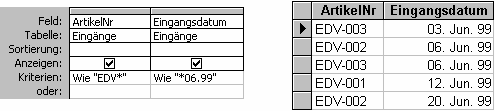 Feld: ArtikelNr Eingangsdatum
Tabelle: Eingänge Eingänge
Sortierung:
Anzeigen:
Kriterien: Wie "EDV*" Wie "*06.99"
oder:
ArtikelNr Eingangsdatum
EDV-003 03. Jun. 99
EDV-002 06. Jun. 99
EDV-003 06. Jun. 99
EDV-001 12. Jun. 99
EDV-002 20. Jun. 99